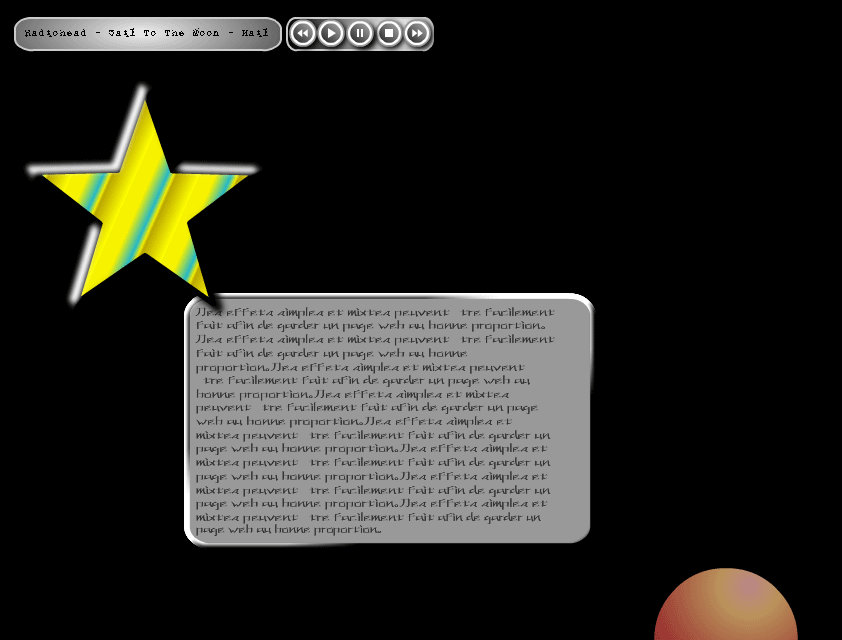 Radiohead - Sail To The Moon - Hail
Des effets simples et mixtes peuvent  tre facilement
fait afin de garder un page web au bonne proportion.
Des effets simples et mixtes peuvent  tre facilement
fait afin de garder un page web au bonne
proportion.Des effets simples et mixtes peuvent
 tre facilement fait afin de garder un page web au
bonne proportion.Des effets simples et mixtes
peuvent  tre facilement fait afin de garder un page
web au bonne proportion.Des effets simples et
mixtes peuvent  tre facilement fait afin de garder un
page web au bonne proportion.Des effets simples et
mixtes peuvent  tre facilement fait afin de garder un
page web au bonne proportion.Des effets simples et
mixtes peuvent  tre facilement fait afin de garder un
page web au bonne proportion.Des effets simples et
mixtes peuvent  tre facilement fait afin de garder un
page web au bonne proportion..